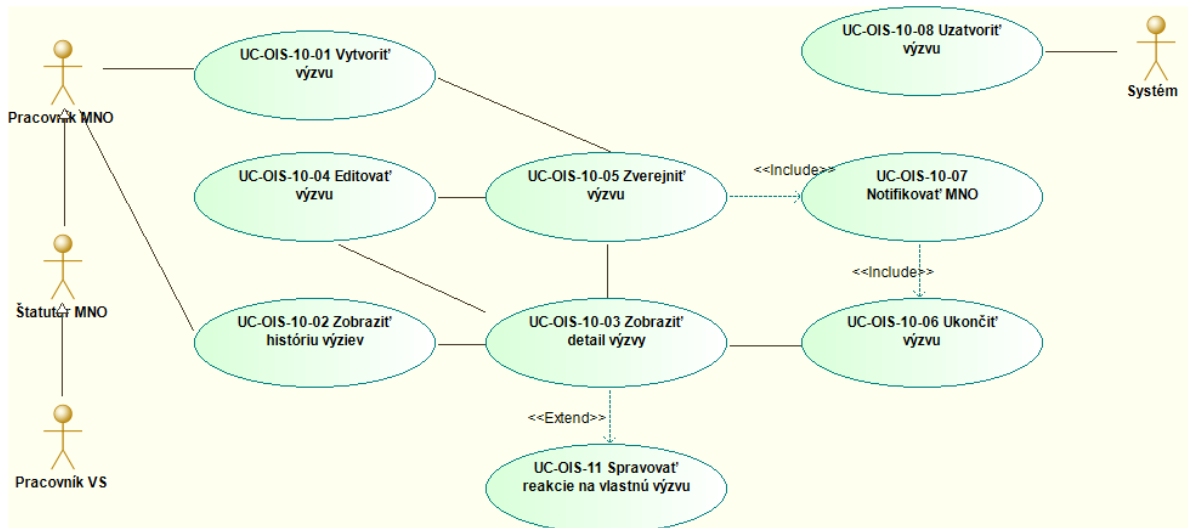 UC-OIS-10-01 Vytvoriť
výzvu
UC-OIS-10-08 Uzatvoriť
výzvu
Pracovník MNO
Systém
UC-OIS-10-04 Editovať
výzvu
UC-OIS-10-05 Zverejniť
výzvu
<<Include>>
UC-OIS-10-07
Notifikovať MNO
<<Include>>
Štatutár MNO
UC-OIS-10-02 Zobraziť
históriu výziev
UC-OIS-10-03 Zobraziť
detail výzvy
UC-OIS-10-06 Ukončiť
výzvu
<<Extend>>
Pracovník VS
UC-OIS-11 Spravovať
reakcie na vlastnú výzvu